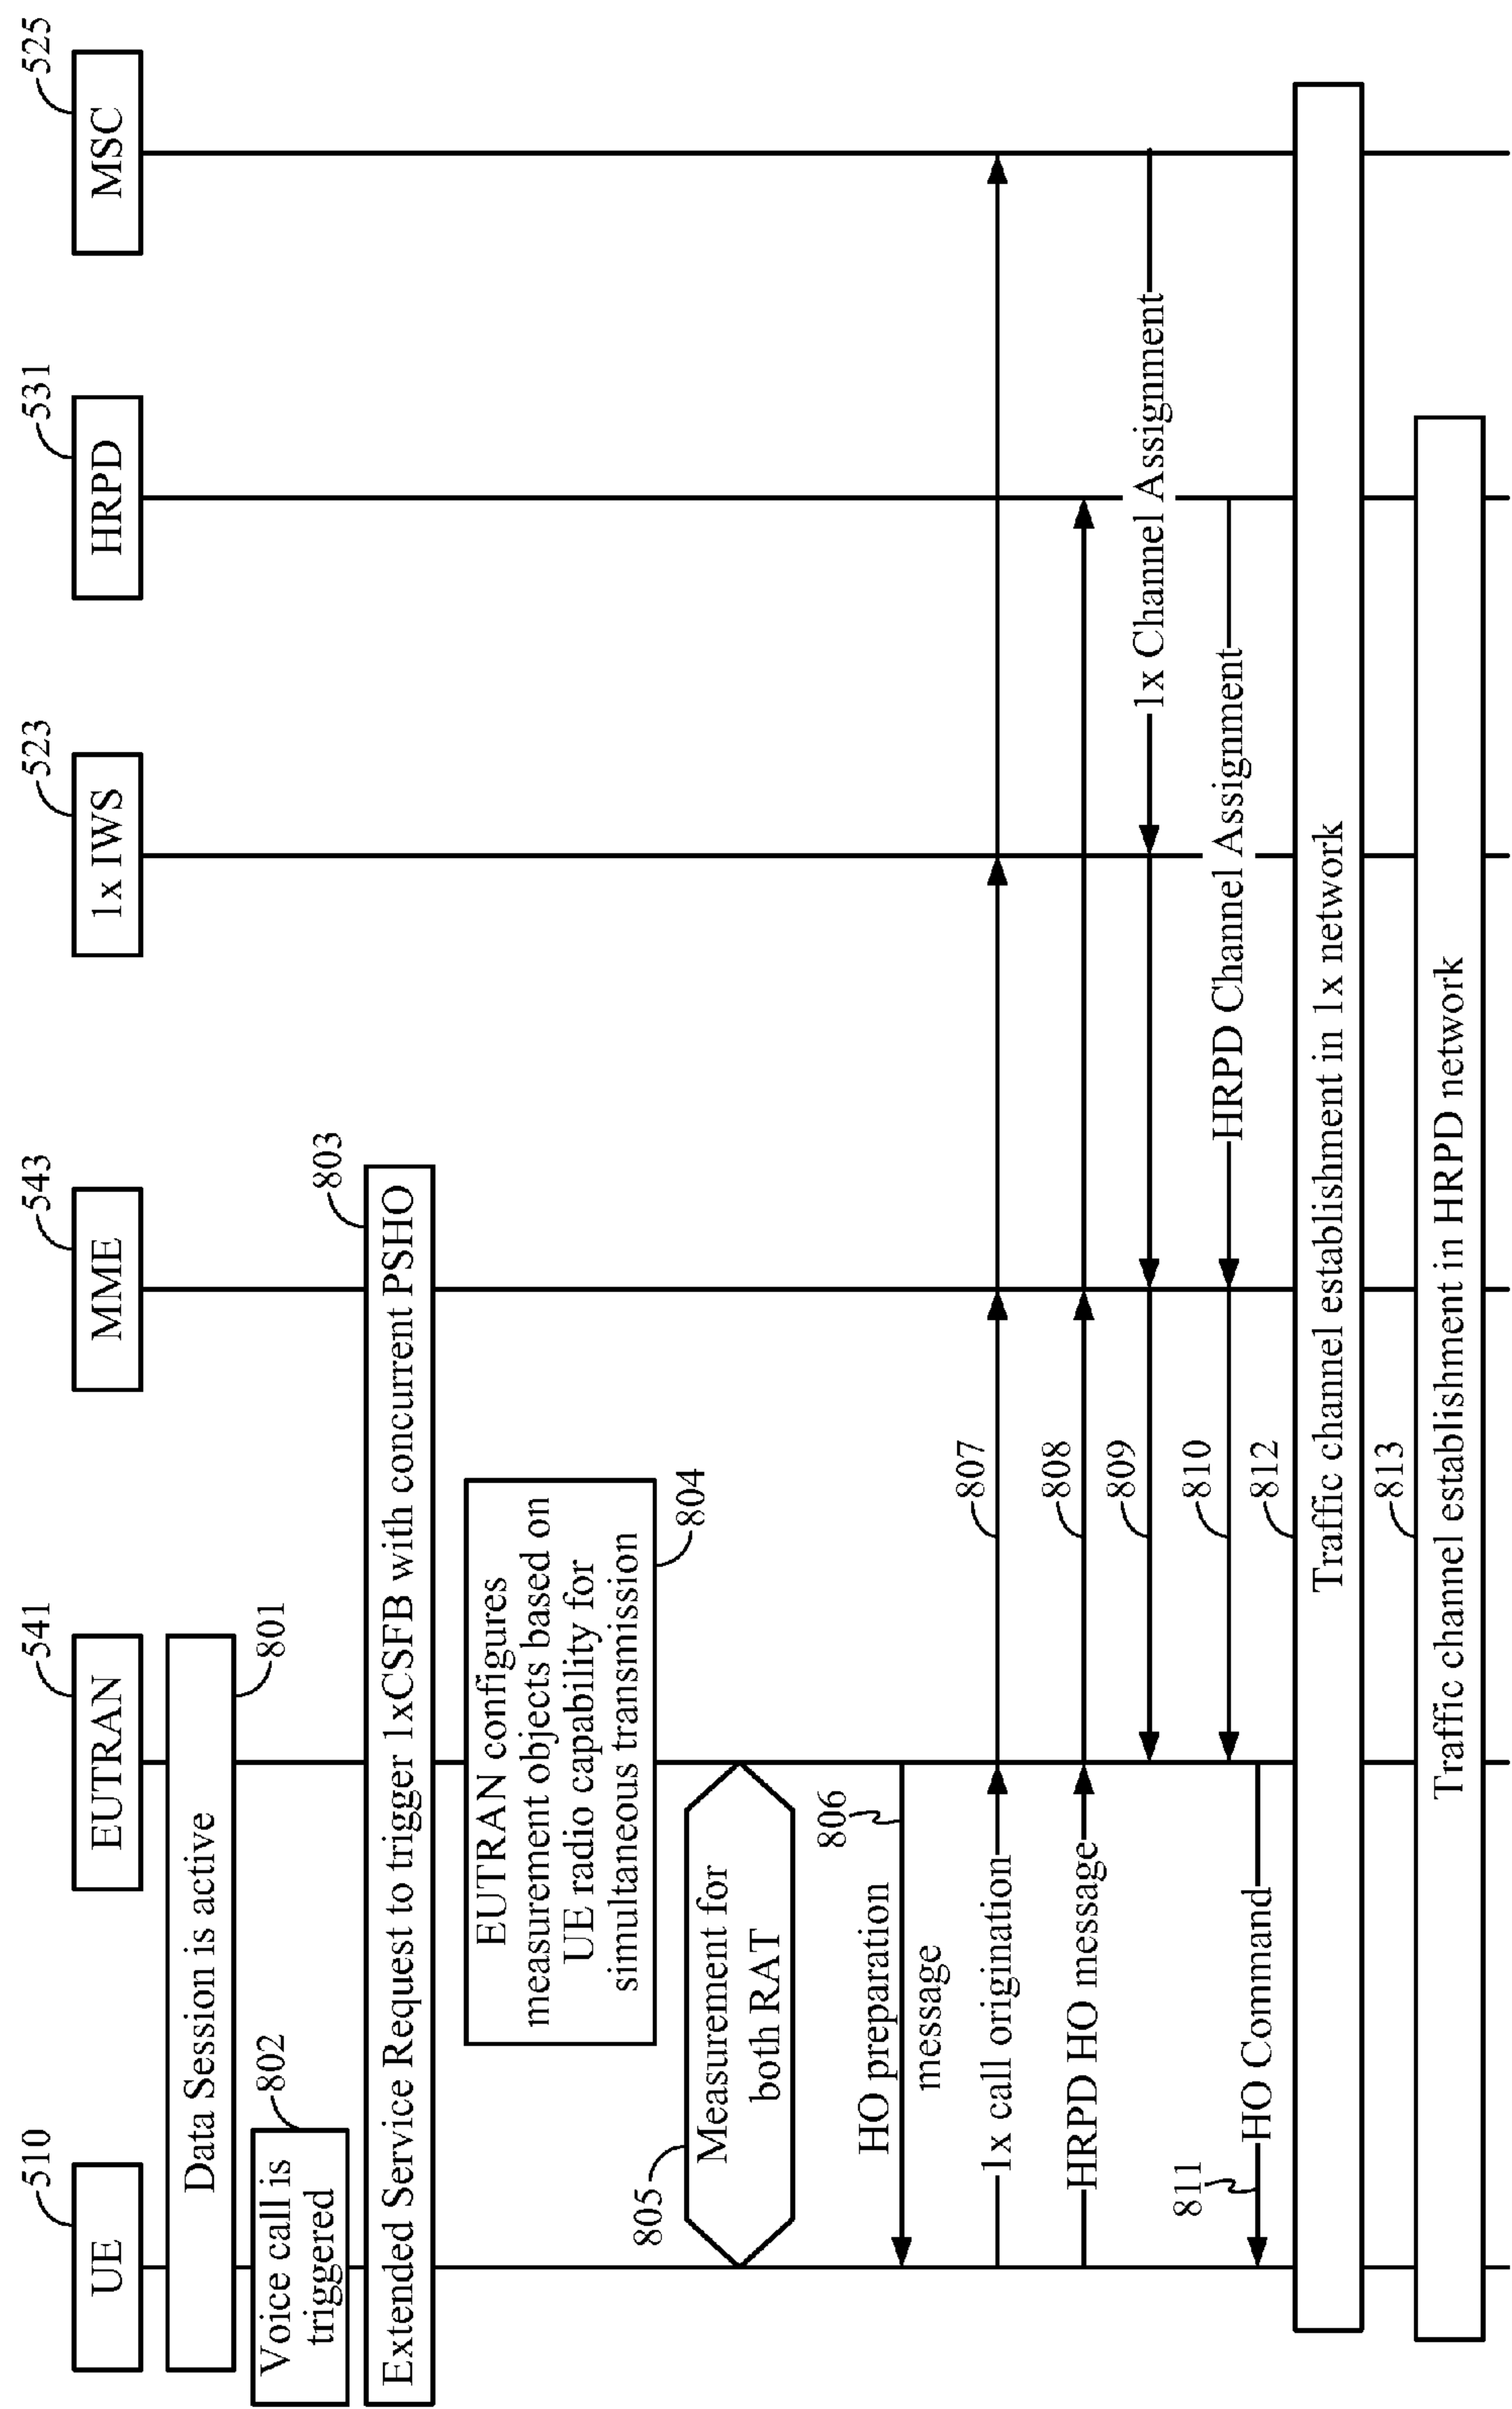 UE
510
EUTRAN
541
MME
543
1x IWS
523
HRPD
531
MSC
525
Data Session is active
801
Voice call is
triggered
802
Extended Service Request to trigger 1xCSFB with concurrent PSHO
803
EUTRAN configures
measurement objects based on
UE radio capability for
simultaneous transmission
804
805
Measurement for
both RAT
HO preparation
message
806
1x call origination
807
HRPD HO message
808
809
1x Channel Assignment
810
HRPD Channel Assignment
811
HO Command
812
Traffic channel establishment in 1x network
813
Traffic channel establishment in HRPD network